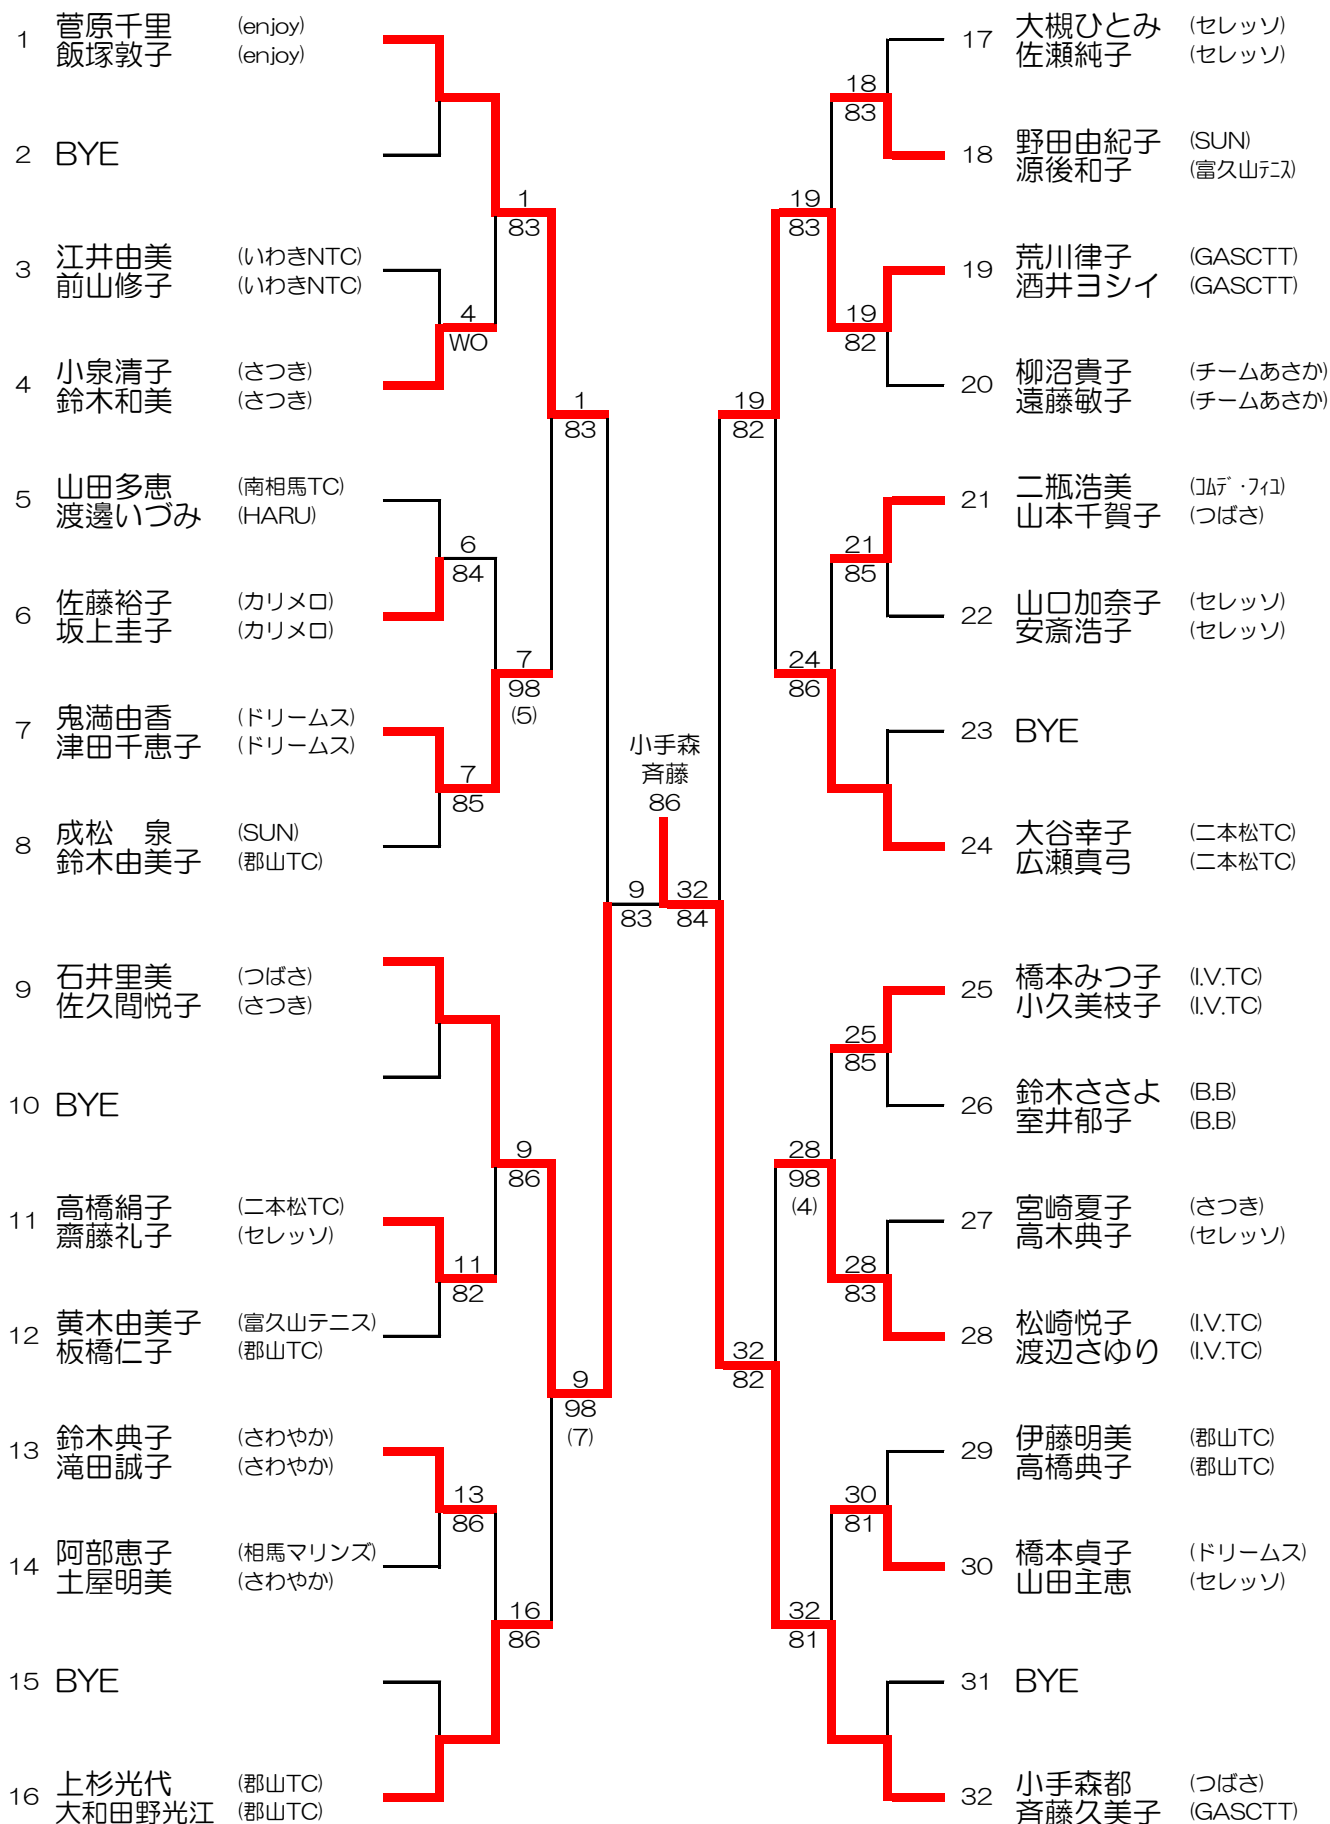 1 菅原千里 (enjoy)
飯塚敦子 (enjoy)
2 BYE
1
83
3 江井由美 (いわきNTC)
前山修子 (いわきNTC)
4
WO
4 小泉清子 (さつき)
鈴木和美 (さつき)
1
83
5 山田多恵 (南相馬TC)
渡邊いづみ (HARU)
6
84
6 佐藤裕子 (カリメロ)
坂上圭子 (カリメロ)
7
98
(5)
7 鬼満由香 (ドリームス)
津田千恵子 (ドリームス)
7
85
8 成松 泉 (SUN)
鈴木由美子 (郡山TC)
9
83
9 石井里美 (つばさ)
佐久間悦子 (さつき)
10 BYE
9
86
11 高橋絹子 (二本松TC)
齋藤礼子 (セレッソ)
11
82
12 黄木由美子 (富久山テニス)
板橋仁子 (郡山TC)
9
98
(7)
13 鈴木典子 (さわやか)
滝田誠子 (さわやか)
13
86
14 阿部恵子 (相馬マリンズ)
土屋明美 (さわやか)
16
86
15 BYE
16 上杉光代 (郡山TC)
大和田野光江 (郡山TC)
小手森
斉藤
86
17 大槻ひとみ (セレッソ)
佐瀬純子 (セレッソ)
18
83
18 野田由紀子 (SUN)
源後和子 (富久山テニス)
19
83
19 荒川律子 (GASCTT)
酒井ヨシイ (GASCTT)
19
82
20 柳沼貴子 (チームあさか)
遠藤敏子 (チームあさか)
19
82
21 二瓶浩美 (コムデ・フィユ)
山本千賀子 (つばさ)
21
85
22 山口加奈子 (セレッソ)
安斎浩子 (セレッソ)
24
86
23 BYE
24 大谷幸子 (二本松TC)
広瀬真弓 (二本松TC)
32
84
25 橋本みつ子 (I.V.TC)
小久美枝子 (I.V.TC)
25
85
26 鈴木ささよ (B.B)
室井郁子 (B.B)
28
98
(4)
27 宮崎夏子 (さつき)
高木典子 (セレッソ)
28
83
28 松崎悦子 (I.V.TC)
渡辺さゆり (I.V.TC)
32
82
29 伊藤明美 (郡山TC)
高橋典子 (郡山TC)
30
81
30 橋本貞子 (ドリームス)
山田主恵 (セレッソ)
32
81
31 BYE
32 小手森都 (つばさ)
斉藤久美子 (GASCTT)